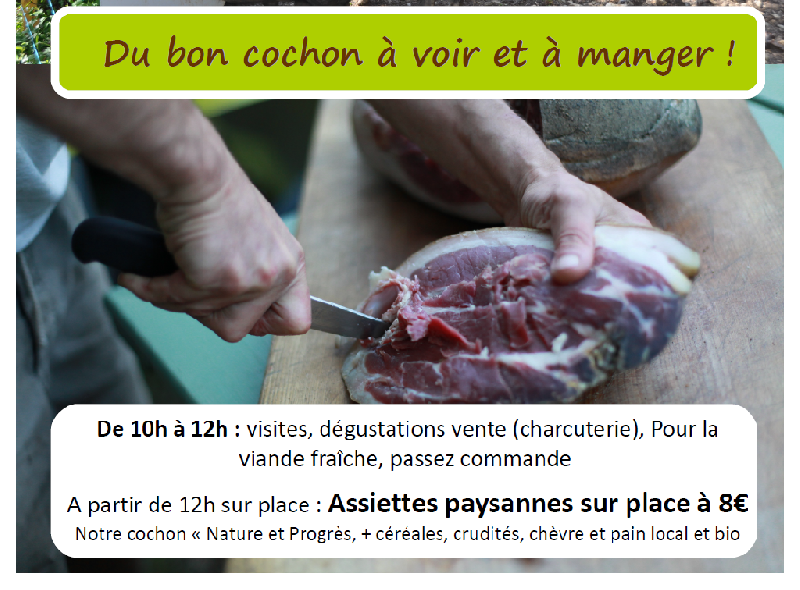 Du bon cochon à voir et à manger !
De 10h à 12h : visites, dégustations vente (charcuterie), Pour la
viande fraîche, passez commande
A partir de 12h sur place : Assiettes paysannes sur place à 8€
Notre cochon « Nature et Progrès, + céréales, crudités, chèvre et pain local et bio